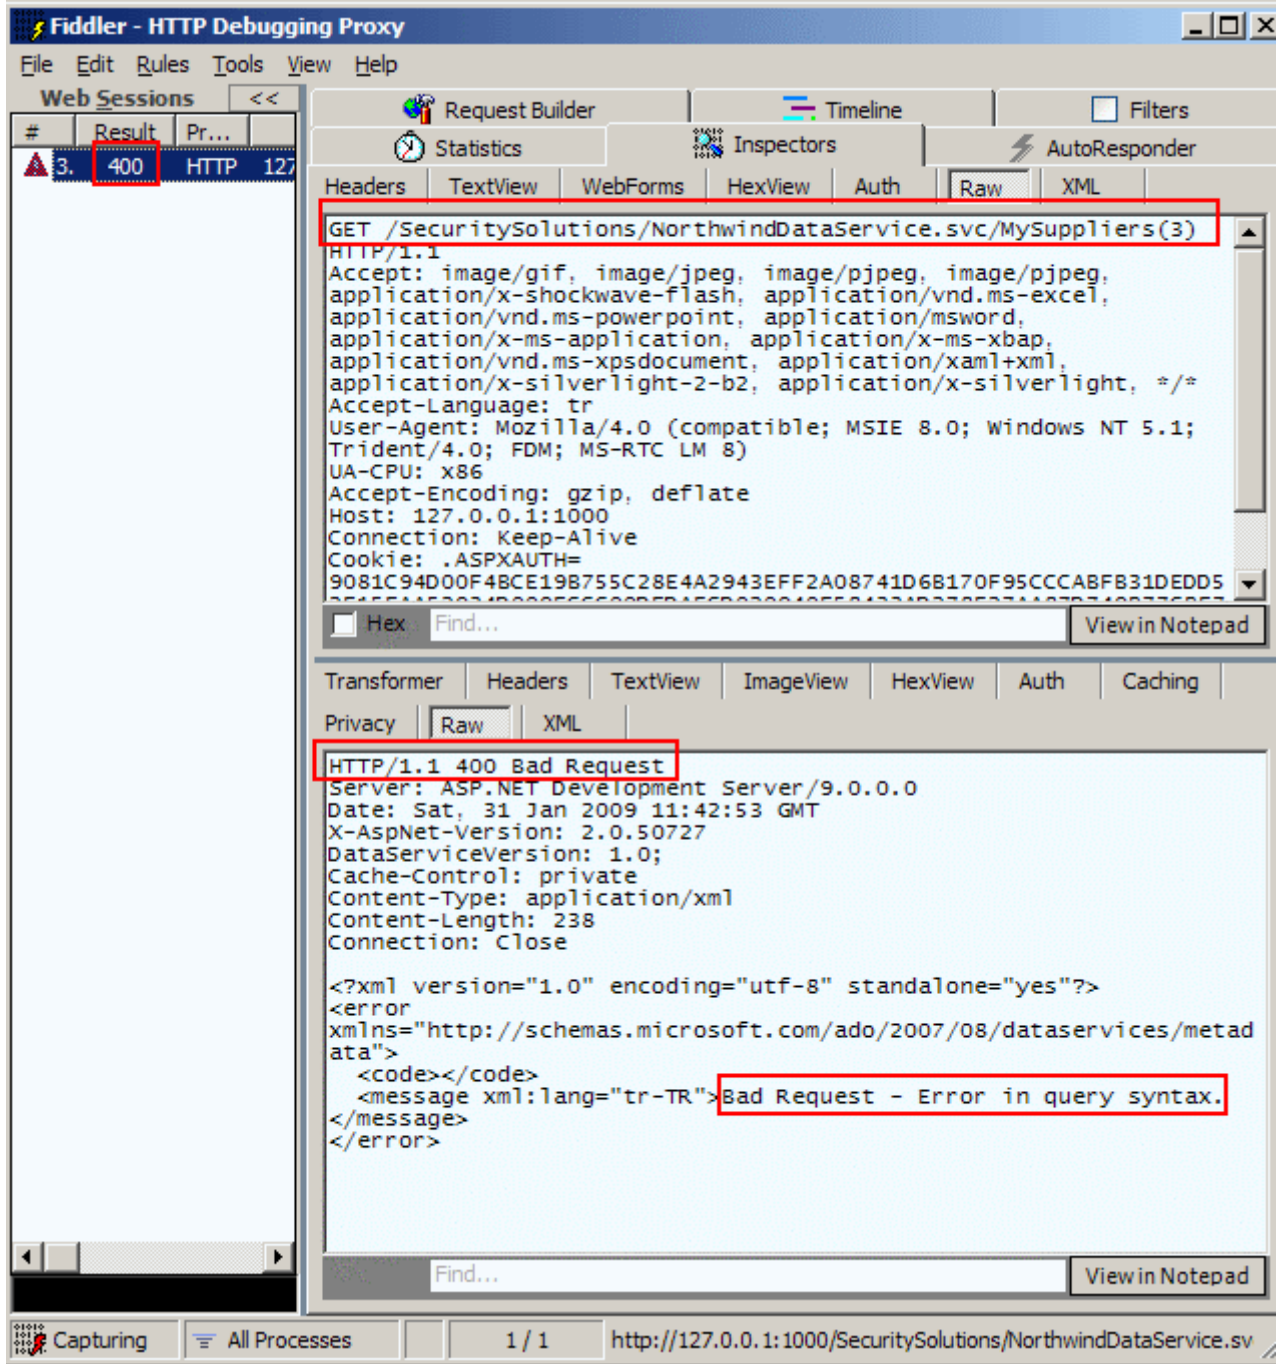 Fiddler - HTTP Debugging Proxy
File Edit Rules Tools View Help
Web Sessions <<
# Result Pr...
3. 400 HTTP 127
Request Builder Timeline Filters
Statistics Inspectors AutoResponder
Headers TextView WebForms HexView Auth Raw XML
GET /SecuritySolutions/NorthwindDataService.svc/MySuppliers(3)
HTTP/1.1
Accept: image/gif, image/jpeg, image/pjpeg, image/pjpeg,
application/x-shockwave-flash, application/vnd.ms-excel,
application/vnd.ms-powerpoint, application/msword,
application/x-ms-application, application/x-ms-xbap,
application/vnd.ms-xpsdocument, application/xaml+xml,
application/x-silverlight-2-b2, application/x-silverlight, */*
Accept-Language: tr
User-Agent: Mozilla/4.0 (compatible; MSIE 8.0; Windows NT 5.1;
Trident/4.0; FDM; MS-RTC LM 8)
UA-CPU: x86
Accept-Encoding: gzip, deflate
Host: 127.0.0.1:1000
Connection: Keep-Alive
Cookie: .ASPXAUTH=
9081C94D00F4BCE19B755C28E4A2943EFF2A08741D6B170F95CCCABFB31DEDD5
Hex Find... View in Notepad
Transformer Headers TextView ImageView HexView Auth Caching
Privacy Raw XML
HTTP/1.1 400 Bad Request
Server: ASP.NET Development Server/9.0.0.0
Date: Sat, 31 Jan 2009 11:42:53 GMT
X-AspNet-Version: 2.0.50727
DataServiceVersion: 1.0;
Cache-Control: private
Content-Type: application/xml
Content-Length: 238
Connection: Close
<?xml version="1.0" encoding="utf-8" standalone="yes"?>
<error
xmlns="http://schemas.microsoft.com/ado/2007/08/dataservices/metad
ata">
<code></code>
<message xml:lang="tr-TR">Bad Request - Error in query syntax.
</message>
</error>
Find... View in Notepad
Capturing All Processes 1 / 1 http://127.0.0.1:1000/SecuritySolutions/NorthwindDataService.sv